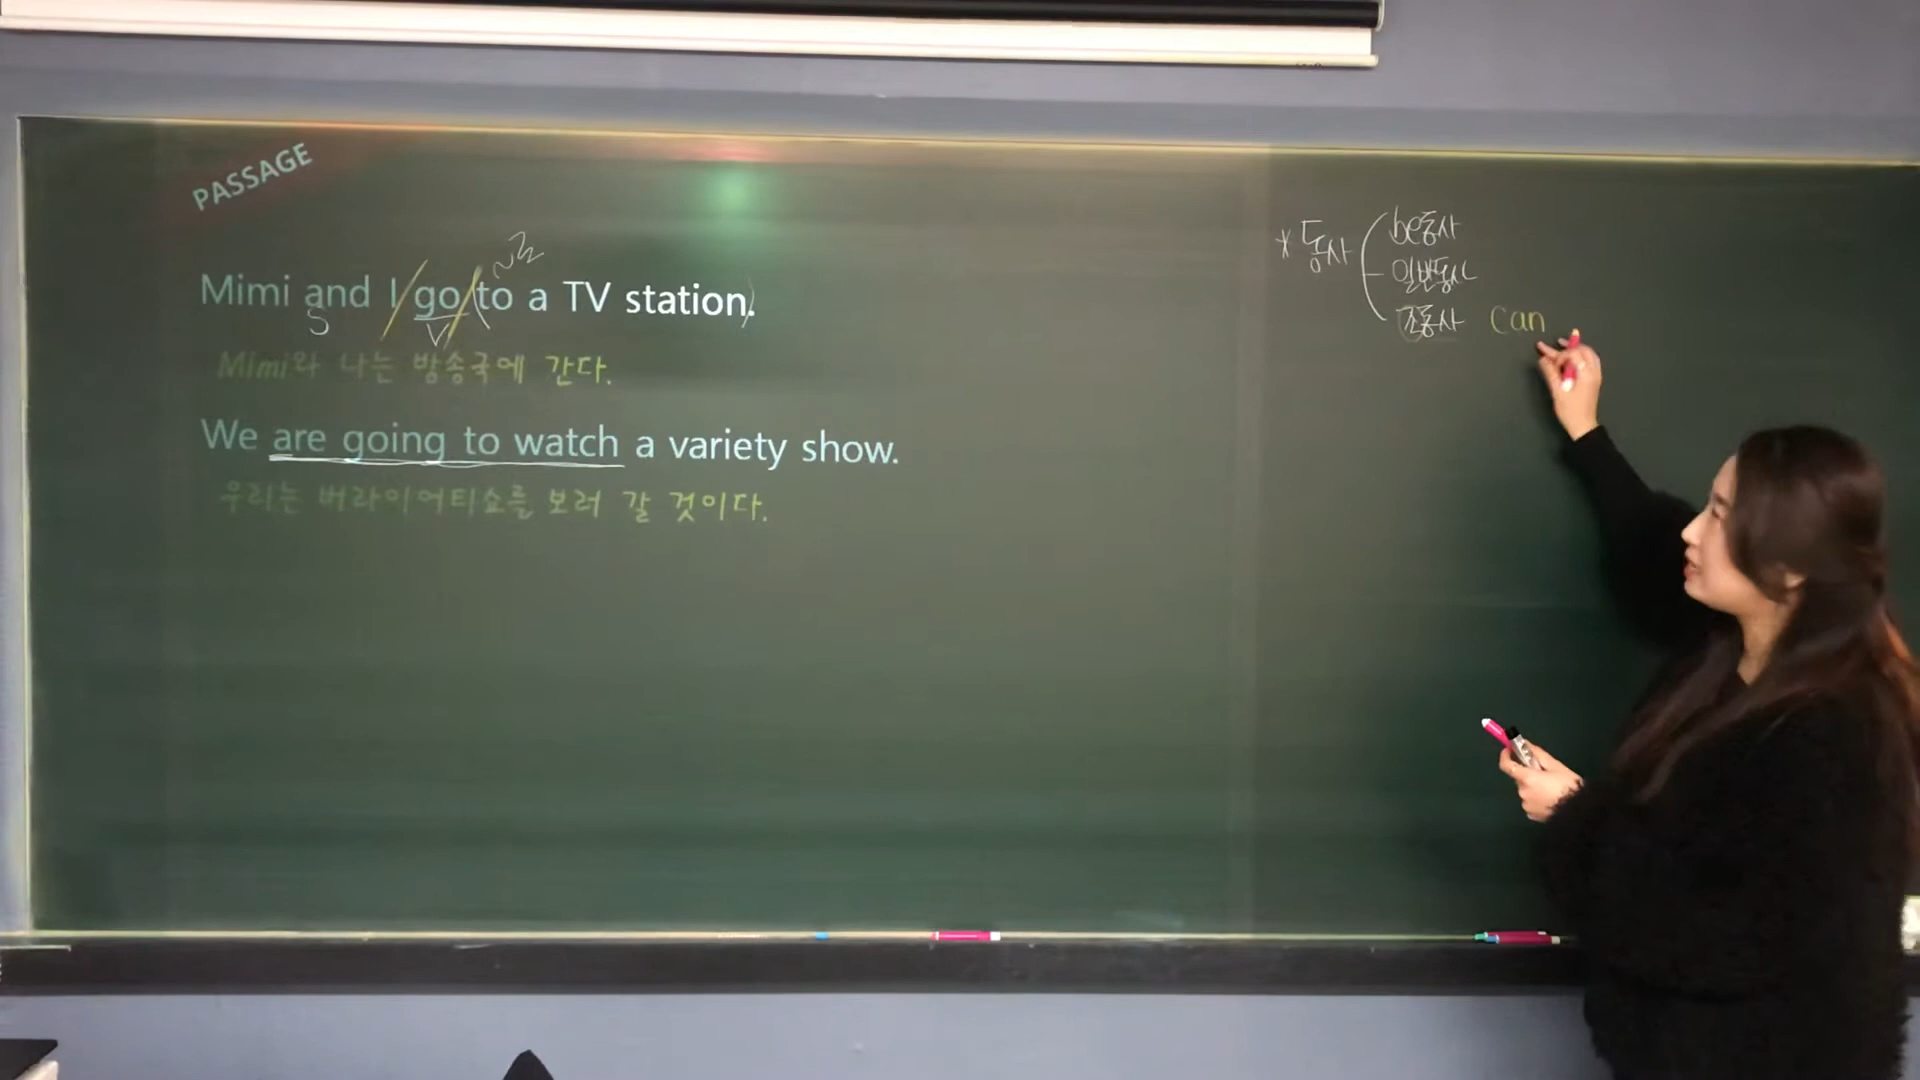 PASSAGE
~로
Mimi and I / go / (to a TV station).
S V
Mimi와 나는 방송국에 간다.
We are going to watch a variety show.
우리는 버라이어티쇼를 보러 갈 것이다.
* 동사
be동사
일반동사
조동사 can